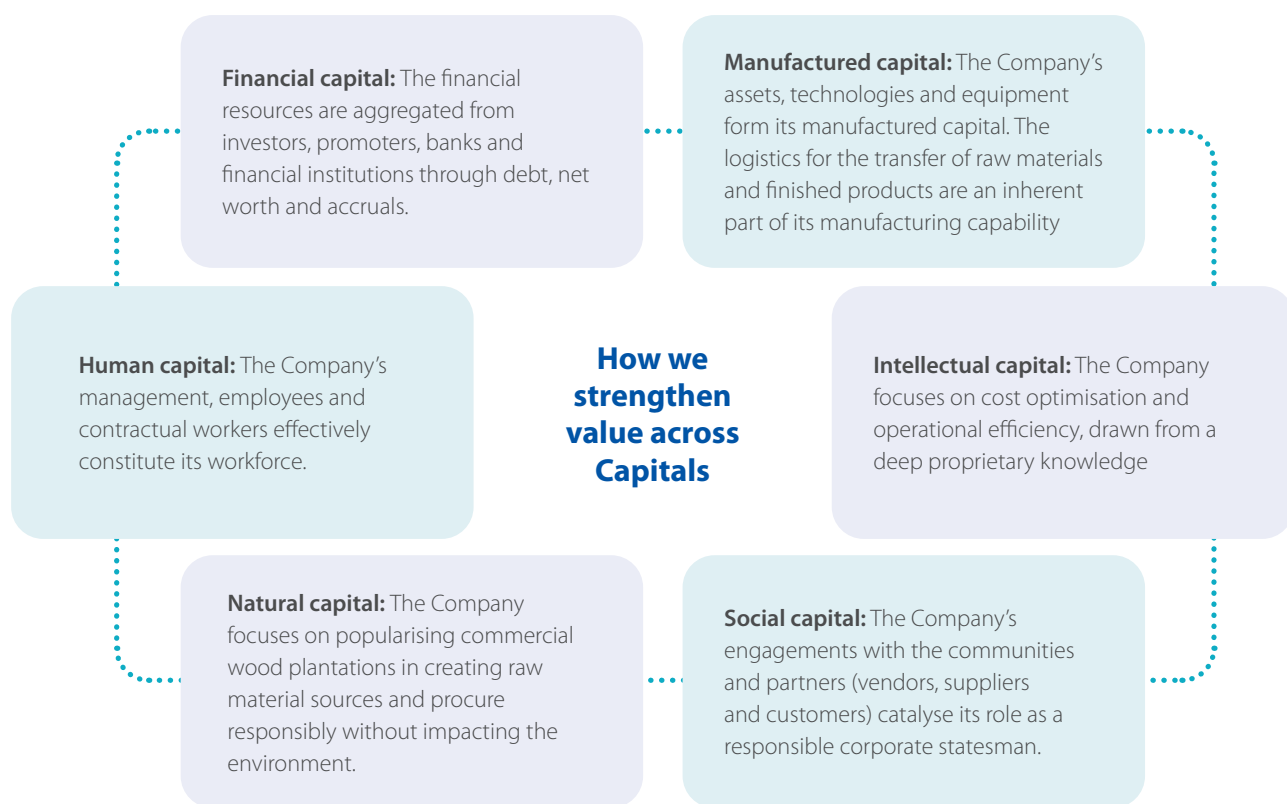 Financial capital: The financial
resources are aggregated from
investors, promoters, banks and
financial institutions through debt, net
worth and accruals.
Manufactured capital: The Company’s
assets, technologies and equipment
form its manufactured capital. The
logistics for the transfer of raw materials
and finished products are an inherent
part of its manufacturing capability
Human capital: The Company’s
management, employees and
contractual workers effectively
constitute its workforce.
How we
strengthen
value across
Capitals
Intellectual capital: The Company
focuses on cost optimisation and
operational efficiency, drawn from a
deep proprietary knowledge
Natural capital: The Company
focuses on popularising commercial
wood plantations in creating raw
material sources and procure
responsibly without impacting the
environment.
Social capital: The Company’s
engagements with the communities
and partners (vendors, suppliers
and customers) catalyse its role as a
responsible corporate statesman.